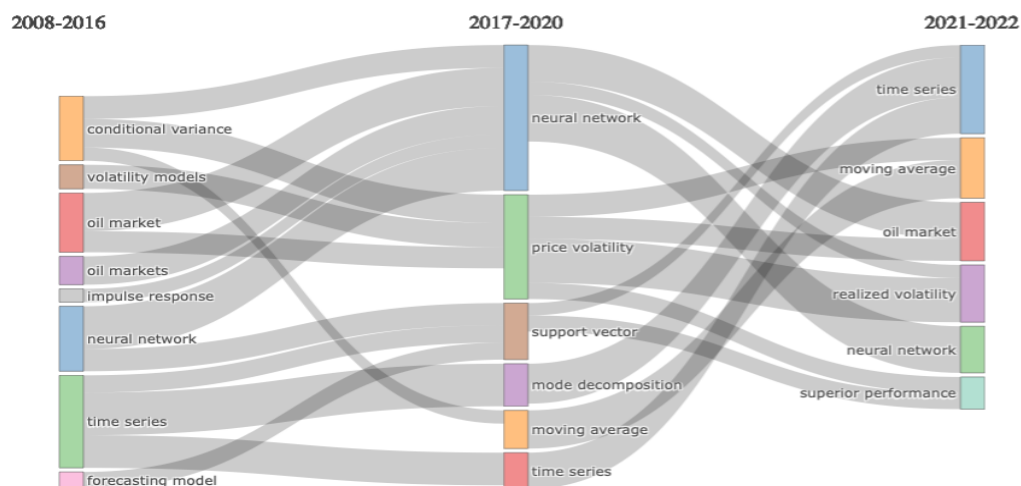 2008-2016
2017-2020
2021-2022
conditional variance
volatility models
oil market
oil markets
impulse response
neural network
time series
forecasting model
neural network
price volatility
support vector
mode decomposition
moving average
time series
time series
moving average
oil market
realized volatility
neural network
superior performance